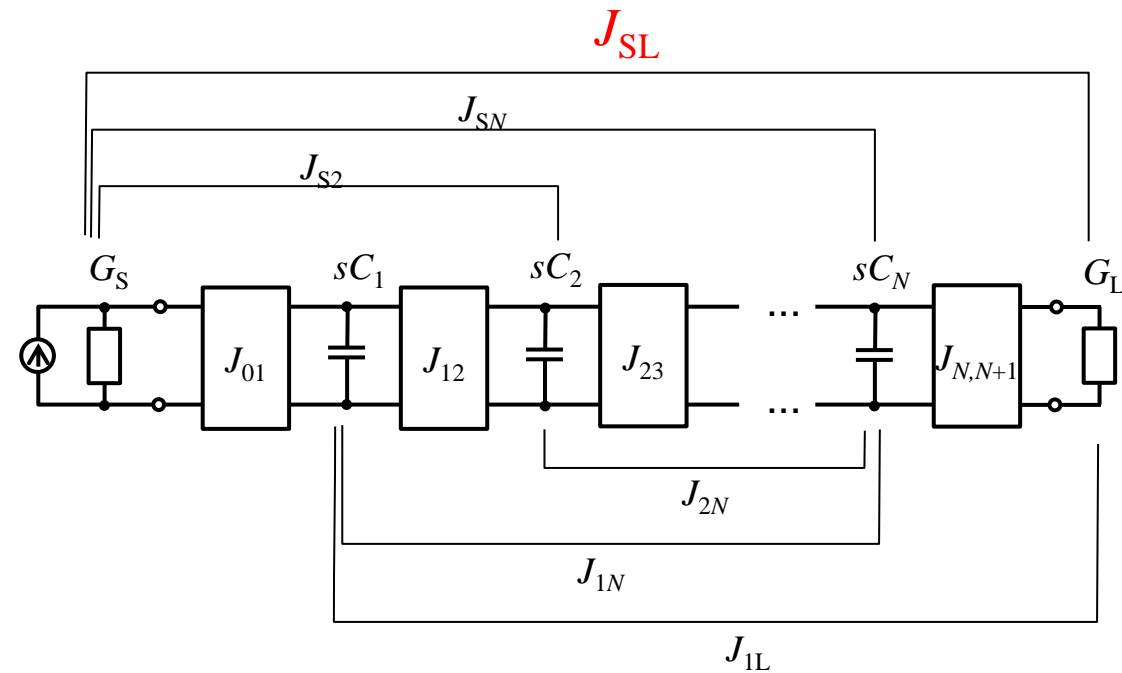 J_SL
J_SN
J_S2
G_S sC_1 sC_2 sC_N G_L
...
J_01 J_12 J_23 J_N,N+1
...
J_2N
J_1N
J_1L